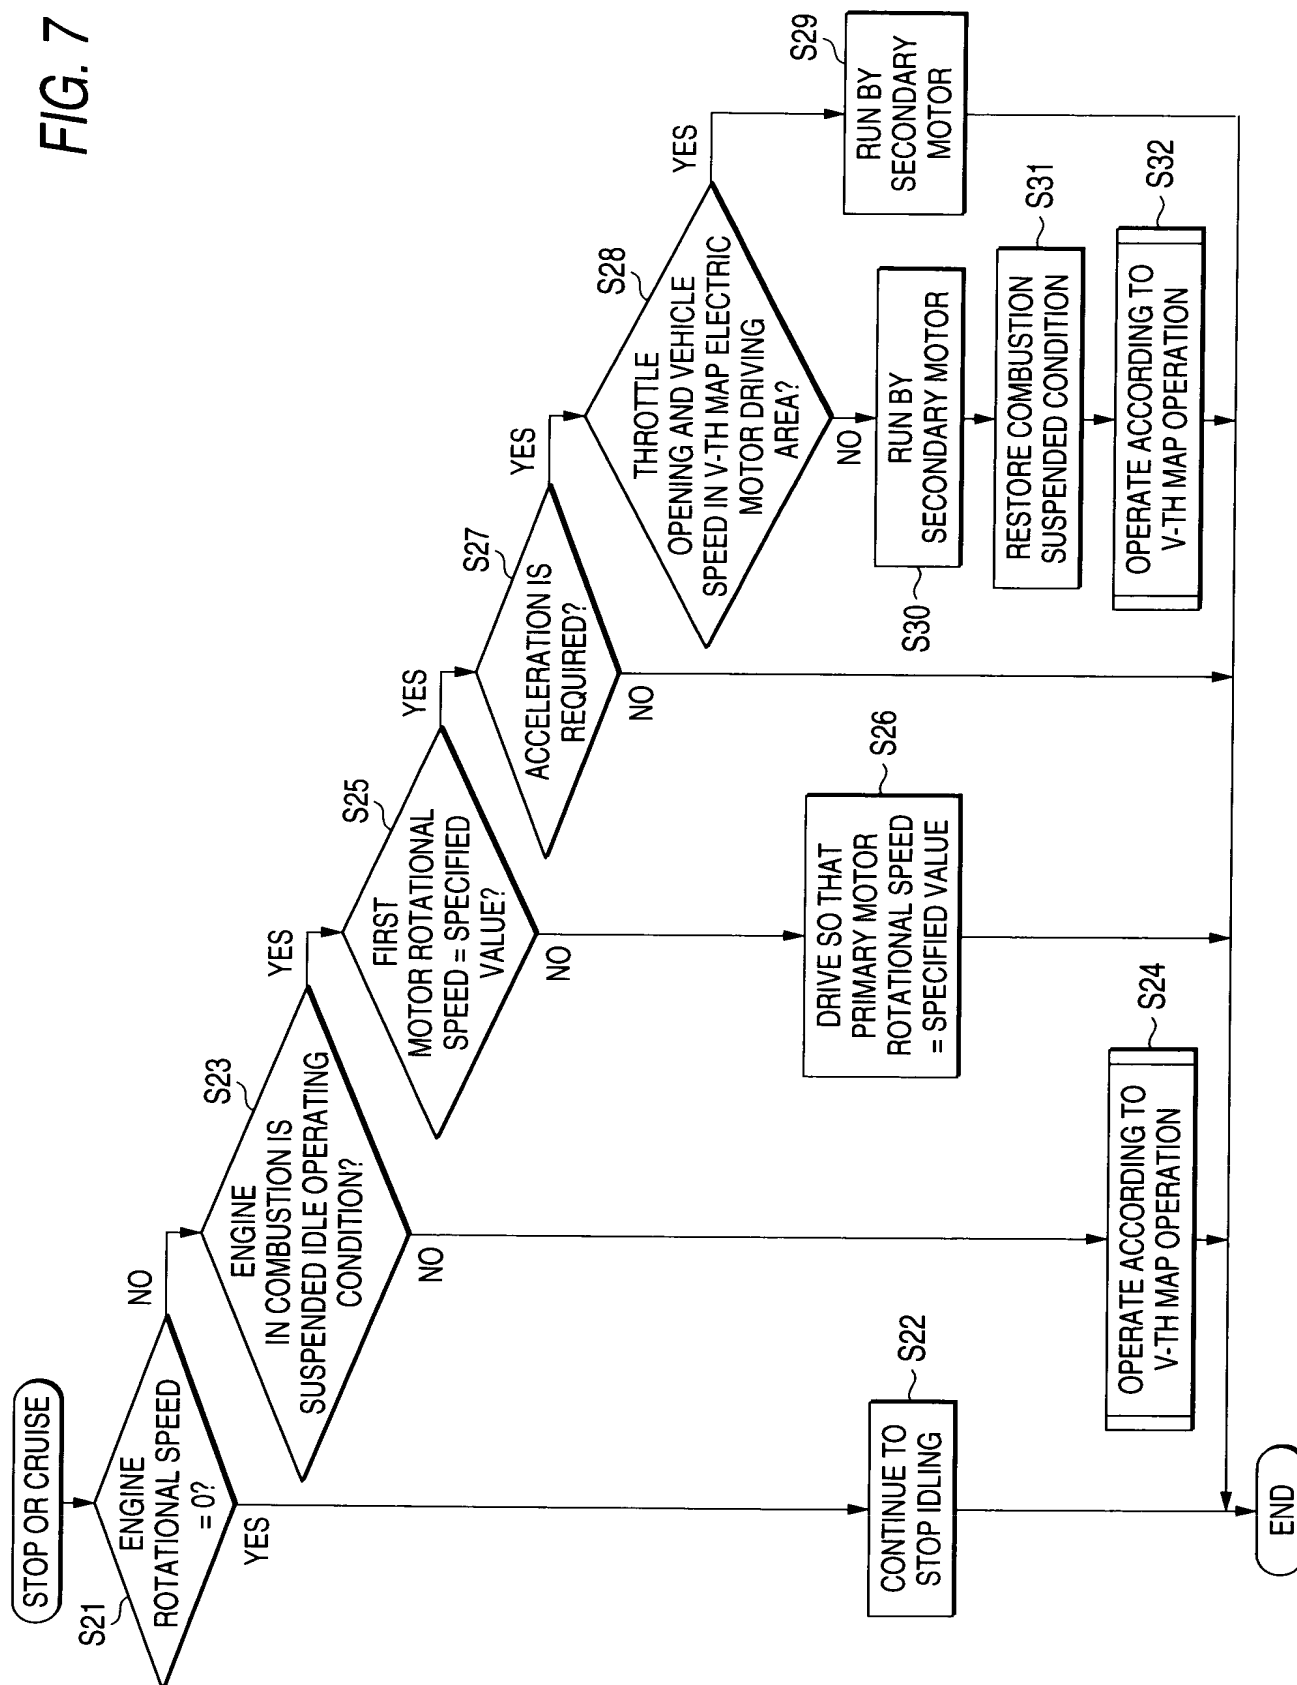 FIG. 7
STOP OR CRUISE
S21
ENGINE
ROTATIONAL SPEED
= 0?
NO
YES
S22
CONTINUE TO
STOP IDLING
S23
ENGINE
IN COMBUSTION IS
SUSPENDED IDLE OPERATING
CONDITION?
YES
NO
S24
OPERATE ACCORDING TO
V-TH MAP OPERATION
S25
FIRST
MOTOR ROTATIONAL
SPEED = SPECIFIED
VALUE?
YES
NO
S26
DRIVE SO THAT
PRIMARY MOTOR
ROTATIONAL SPEED
= SPECIFIED VALUE
S27
ACCELERATION IS
REQUIRED?
YES
NO
S28
THROTTLE
OPENING AND VEHICLE
SPEED IN V-TH MAP ELECTRIC
MOTOR DRIVING
AREA?
YES
NO
S29
RUN BY
SECONDARY
MOTOR
S30
RUN BY
SECONDARY MOTOR
S31
RESTORE COMBUSTION
SUSPENDED CONDITION
S32
OPERATE ACCORDING TO
V-TH MAP OPERATION
END